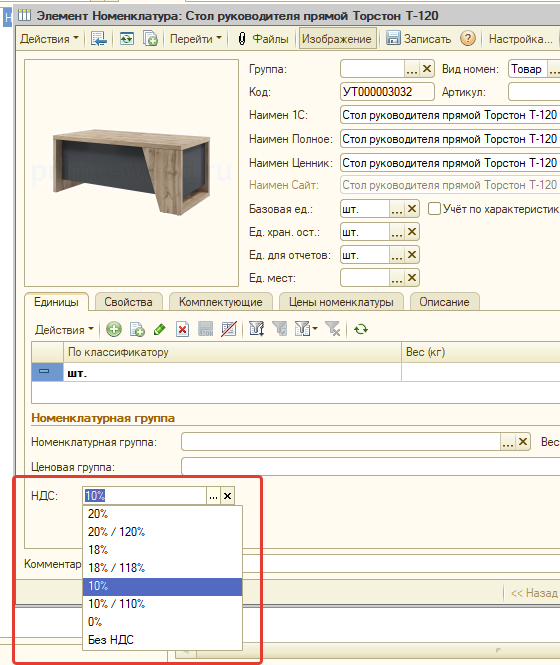 Элемент Номенклатура: Стол руководителя прямой Торстон Т-120
Действия Перейти Файлы Изображение Записать Настройка...
Группа: ... Вид номен: Товар
Код: УТ000003032 Артикул:
Наимен 1С: Стол руководителя прямой Торстон Т-120
Наимен Полное: Стол руководителя прямой Торстон Т-120
Наимен Ценник: Стол руководителя прямой Торстон Т-120
Наимен Сайт: Стол руководителя прямой Торстон Т-120
Базовая ед.: шт. ... Учёт по характеристик
Ед. хран. ост.: шт. ...
Ед. для отчетов: шт. ...
Ед. мест: ...
Единицы Свойства Комплектующие Цены номенклатуры Описание
Действия
По классификатору Вес (кг)
шт.
Номенклатурная группа
Номенклатурная группа: ... Вес
Ценовая группа:
НДС: 10% ...
20%
20% / 120%
18%
18% / 118%
10%
10% / 110%
0%
Без НДС
Комментар
<< Назад